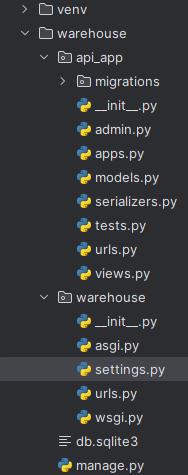 venv
warehouse
api_app
migrations
__init__.py
admin.py
apps.py
models.py
serializers.py
tests.py
urls.py
views.py
warehouse
__init__.py
asgi.py
settings.py
urls.py
wsgi.py
db.sqlite3
manage.py